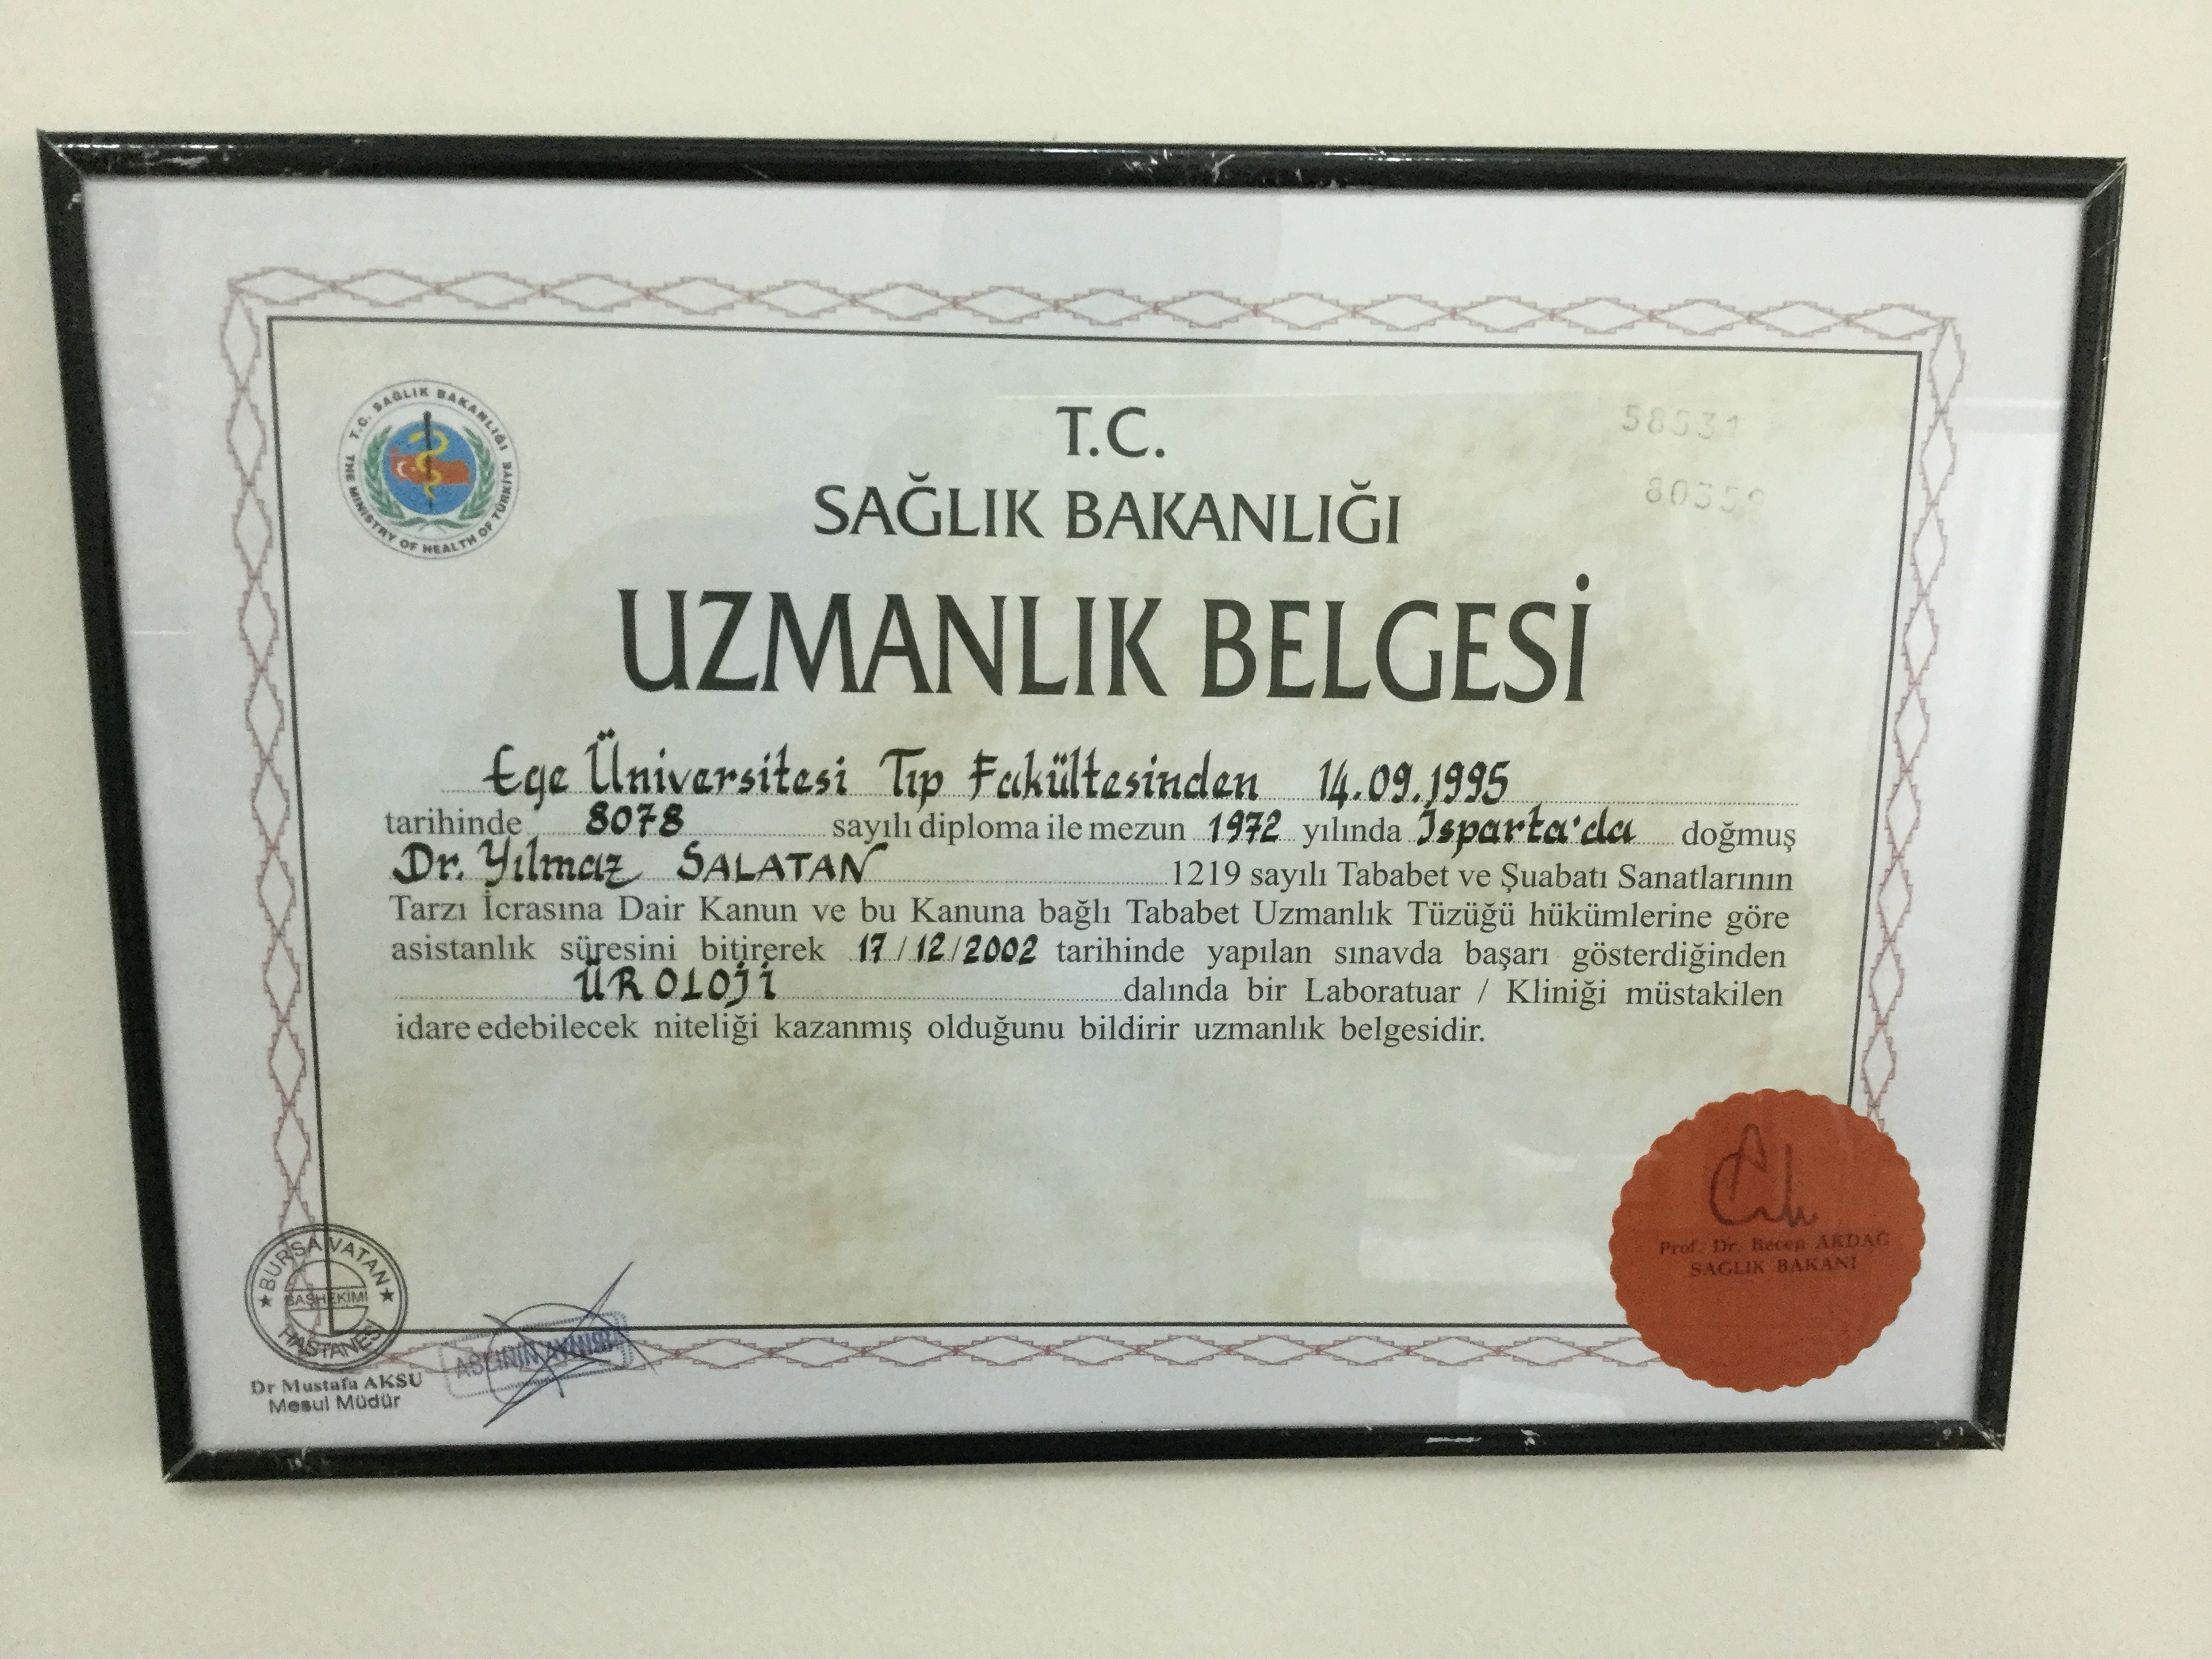 T.C. SAĞLIK BAKANLIĞI
THE MINISTRY OF HEALTH OF TÜRKİYE
T.C.
SAĞLIK BAKANLIĞI
UZMANLIK BELGESİ
Ege Üniversitesi Tıp Fakültesinden 14.09.1995
tarihinde 8078 sayılı diploma ile mezun 1972 yılında İsparta'da doğmuş
Dr. Yılmaz SALATAN 1219 sayılı Tababet ve Şuabatı Sanatlarının
Tarzı İcrasına Dair Kanun ve bu Kanuna bağlı Tababet Uzmanlık Tüzüğü hükümlerine göre
asistanlık süresini bitirerek 17/12/2002 tarihinde yapılan sınavda başarı gösterdiğinden
ÜROLOJİ dalında bir Laboratuar / Kliniği müstakilen
idare edebilecek niteliği kazanmış olduğunu bildirir uzmanlık belgesidir.
Prof. Dr. Recep AKDAĞ
SAĞLIK BAKANI
BURSA VATAN
BAŞHEKİMİ
HASTANESİ
ASLININ AYNISI
Dr Mustafa AKSU
Mesul Müdür